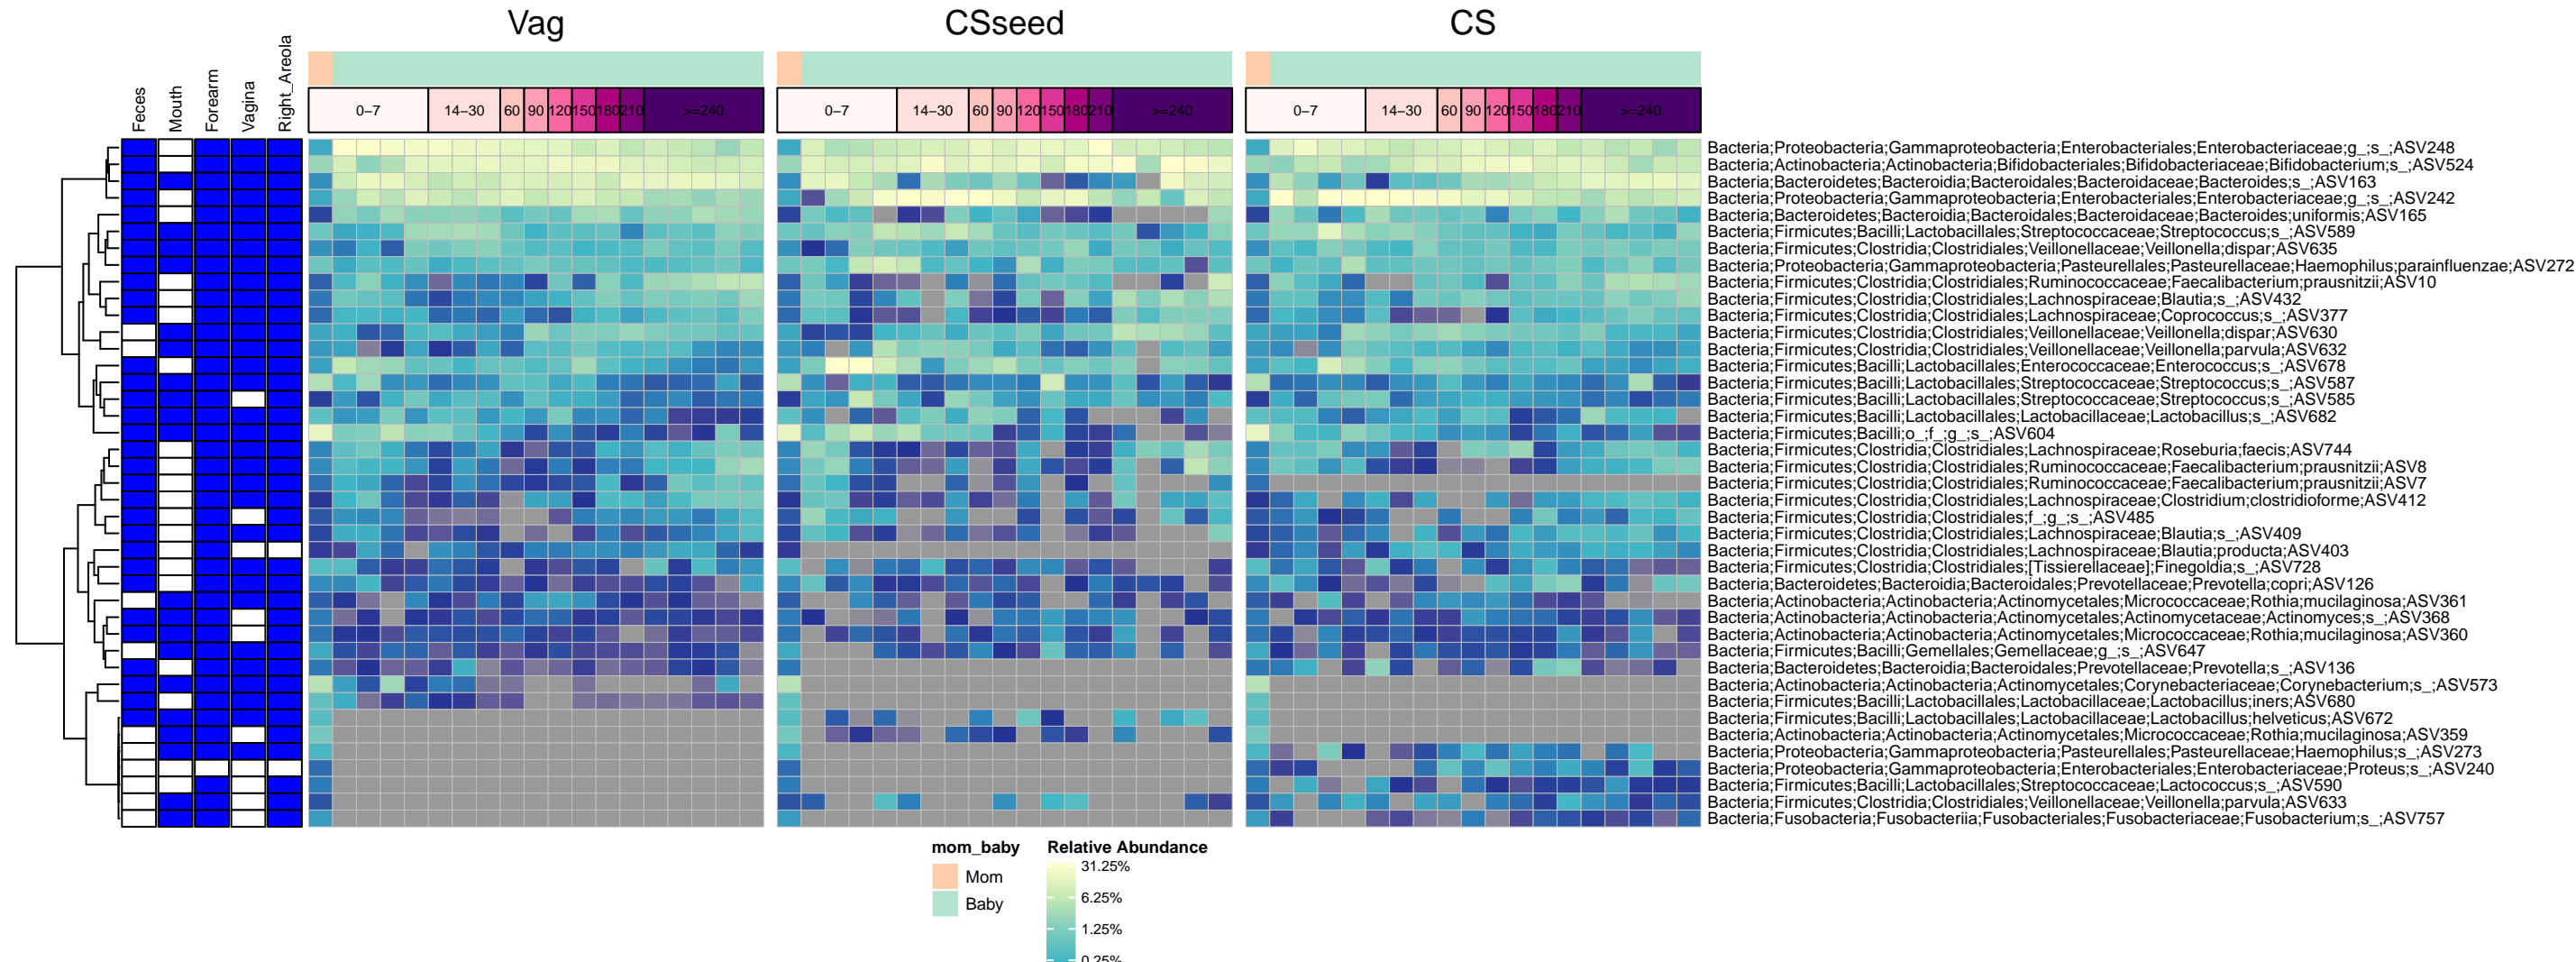 Vag CSseed CS
Feces Mouth Forearm Vagina Right_Areola
0−7 14−30 60 90 120 150 180 210 >=240 0−7 14−30 60 90 120 150 180 210 >=240 0−7 14−30 60 90 120 150 180 210 >=240
Bacteria;Proteobacteria;Gammaproteobacteria;Enterobacteriales;Enterobacteriaceae;g_;s_;ASV248
Bacteria;Actinobacteria;Actinobacteria;Bifidobacteriales;Bifidobacteriaceae;Bifidobacterium;s_;ASV524
Bacteria;Bacteroidetes;Bacteroidia;Bacteroidales;Bacteroidaceae;Bacteroides;s_;ASV163
Bacteria;Proteobacteria;Gammaproteobacteria;Enterobacteriales;Enterobacteriaceae;g_;s_;ASV242
Bacteria;Bacteroidetes;Bacteroidia;Bacteroidales;Bacteroidaceae;Bacteroides;uniformis;ASV165
Bacteria;Firmicutes;Bacilli;Lactobacillales;Streptococcaceae;Streptococcus;s_;ASV589
Bacteria;Firmicutes;Clostridia;Clostridiales;Veillonellaceae;Veillonella;dispar;ASV635
Bacteria;Proteobacteria;Gammaproteobacteria;Pasteurellales;Pasteurellaceae;Haemophilus;parainfluenzae;ASV272
Bacteria;Firmicutes;Clostridia;Clostridiales;Ruminococcaceae;Faecalibacterium;prausnitzii;ASV10
Bacteria;Firmicutes;Clostridia;Clostridiales;Lachnospiraceae;Blautia;s_;ASV432
Bacteria;Firmicutes;Clostridia;Clostridiales;Lachnospiraceae;Coprococcus;s_;ASV377
Bacteria;Firmicutes;Clostridia;Clostridiales;Veillonellaceae;Veillonella;dispar;ASV630
Bacteria;Firmicutes;Clostridia;Clostridiales;Veillonellaceae;Veillonella;parvula;ASV632
Bacteria;Firmicutes;Bacilli;Lactobacillales;Enterococcaceae;Enterococcus;s_;ASV678
Bacteria;Firmicutes;Bacilli;Lactobacillales;Streptococcaceae;Streptococcus;s_;ASV587
Bacteria;Firmicutes;Bacilli;Lactobacillales;Streptococcaceae;Streptococcus;s_;ASV585
Bacteria;Firmicutes;Bacilli;Lactobacillales;Lactobacillaceae;Lactobacillus;s_;ASV682
Bacteria;Firmicutes;Bacilli;o_;f_;g_;s_;ASV604
Bacteria;Firmicutes;Clostridia;Clostridiales;Lachnospiraceae;Roseburia;faecis;ASV744
Bacteria;Firmicutes;Clostridia;Clostridiales;Ruminococcaceae;Faecalibacterium;prausnitzii;ASV8
Bacteria;Firmicutes;Clostridia;Clostridiales;Ruminococcaceae;Faecalibacterium;prausnitzii;ASV7
Bacteria;Firmicutes;Clostridia;Clostridiales;Lachnospiraceae;Clostridium;clostridioforme;ASV412
Bacteria;Firmicutes;Clostridia;Clostridiales;f_;g_;s_;ASV485
Bacteria;Firmicutes;Clostridia;Clostridiales;Lachnospiraceae;Blautia;s_;ASV409
Bacteria;Firmicutes;Clostridia;Clostridiales;Lachnospiraceae;Blautia;producta;ASV403
Bacteria;Firmicutes;Clostridia;Clostridiales;[Tissierellaceae];Finegoldia;s_;ASV728
Bacteria;Bacteroidetes;Bacteroidia;Bacteroidales;Prevotellaceae;Prevotella;copri;ASV126
Bacteria;Actinobacteria;Actinobacteria;Actinomycetales;Micrococcaceae;Rothia;mucilaginosa;ASV361
Bacteria;Actinobacteria;Actinobacteria;Actinomycetales;Actinomycetaceae;Actinomyces;s_;ASV368
Bacteria;Actinobacteria;Actinobacteria;Actinomycetales;Micrococcaceae;Rothia;mucilaginosa;ASV360
Bacteria;Firmicutes;Bacilli;Gemellales;Gemellaceae;g_;s_;ASV647
Bacteria;Bacteroidetes;Bacteroidia;Bacteroidales;Prevotellaceae;Prevotella;s_;ASV136
Bacteria;Actinobacteria;Actinobacteria;Actinomycetales;Corynebacteriaceae;Corynebacterium;s_;ASV573
Bacteria;Firmicutes;Bacilli;Lactobacillales;Lactobacillaceae;Lactobacillus;iners;ASV680
Bacteria;Firmicutes;Bacilli;Lactobacillales;Lactobacillaceae;Lactobacillus;helveticus;ASV672
Bacteria;Actinobacteria;Actinobacteria;Actinomycetales;Micrococcaceae;Rothia;mucilaginosa;ASV359
Bacteria;Proteobacteria;Gammaproteobacteria;Pasteurellales;Pasteurellaceae;Haemophilus;s_;ASV273
Bacteria;Proteobacteria;Gammaproteobacteria;Enterobacteriales;Enterobacteriaceae;Proteus;s_;ASV240
Bacteria;Firmicutes;Bacilli;Lactobacillales;Streptococcaceae;Lactococcus;s_;ASV590
Bacteria;Firmicutes;Clostridia;Clostridiales;Veillonellaceae;Veillonella;parvula;ASV633
Bacteria;Fusobacteria;Fusobacteriia;Fusobacteriales;Fusobacteriaceae;Fusobacterium;s_;ASV757
mom_baby
Mom
Baby
Relative Abundance
31.25%
6.25%
1.25%
0.25%